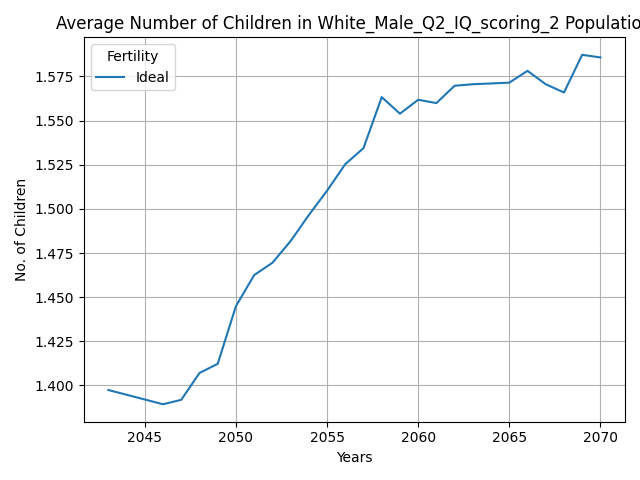 Average Number of Children in White_Male_Q2_IQ_scoring_2 Populatio
Fertility
Ideal
No. of Children
1.575
1.550
1.525
1.500
1.475
1.450
1.425
1.400
2045 2050 2055 2060 2065 2070
Years